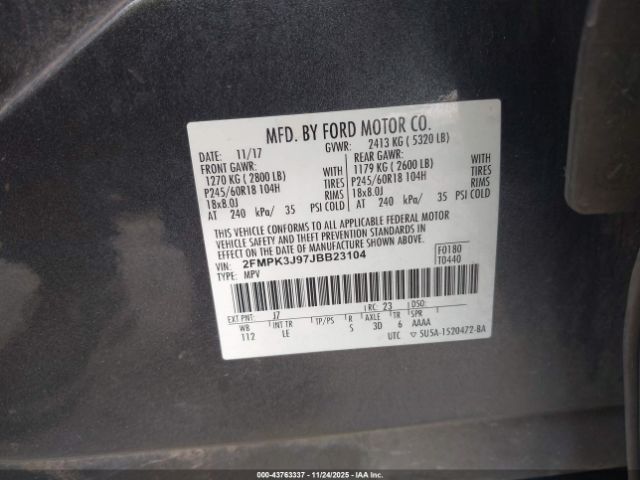 MFD. BY FORD MOTOR CO.
DATE: 11/17 GVWR: 2413 KG ( 5320 LB)
FRONT GAWR: REAR GAWR:
1270 KG ( 2800 LB) WITH 1179 KG ( 2600 LB) WITH
P245/60R18 104H TIRES P245/60R18 104H TIRES
18x8.0J RIMS 18x8.0J RIMS
AT 240 kPa/ 35 PSI COLD AT 240 kPa/ 35 PSI COLD
THIS VEHICLE CONFORMS TO ALL APPLICABLE FEDERAL MOTOR
VEHICLE SAFETY AND THEFT PREVENTION STANDARDS IN
EFFECT ON THE DATE OF MANUFACTURE SHOWN ABOVE.
VIN: 2FMPK3J97JBB23104 F0180
TYPE: MPV T0440
EXT PNT: J7 RC: 23 DSO:
WB INT TR TP/PS R AXLE TR SPR
112 LE S 3D 6 AAAA
UTC ▽ 5U5A-1520472-BA
000-43763337 - 11/24/2025 - IAAI.com